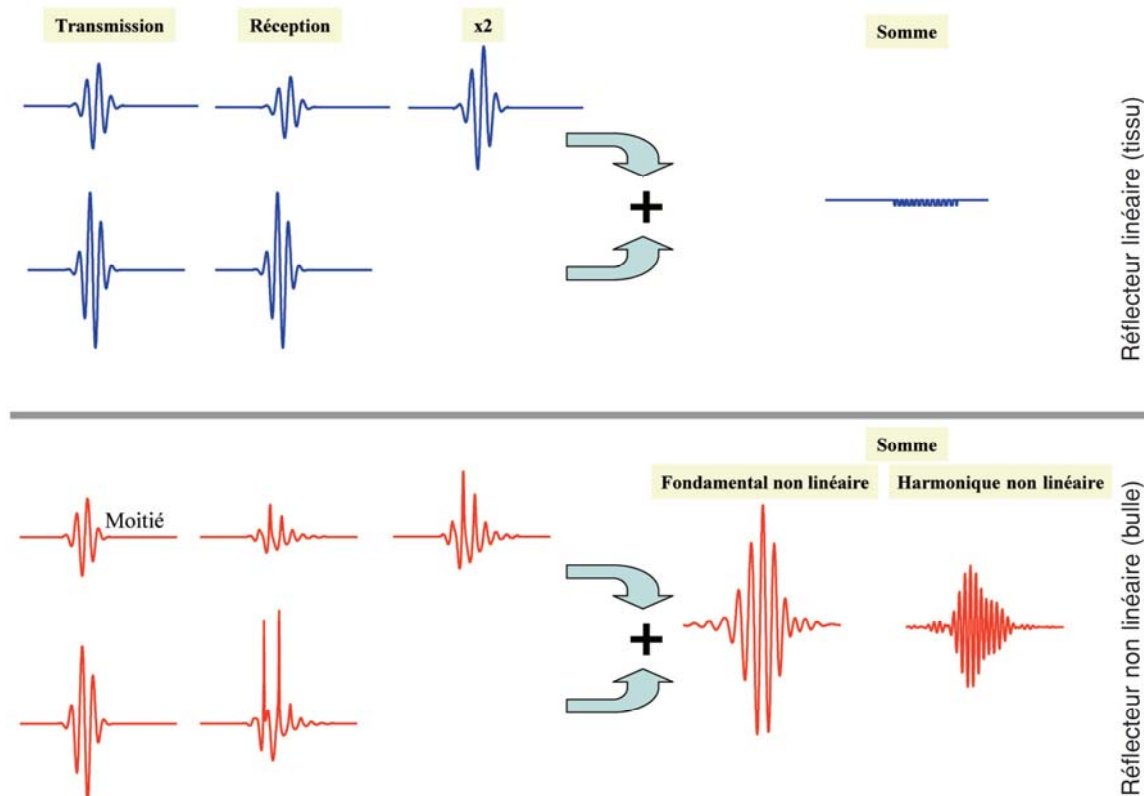 Transmission
Réception
x2
Somme
Réflecteur linéaire (tissu)
Somme
Fondamental non linéaire
Harmonique non linéaire
Moitié
Réflecteur non linéaire (bulle)